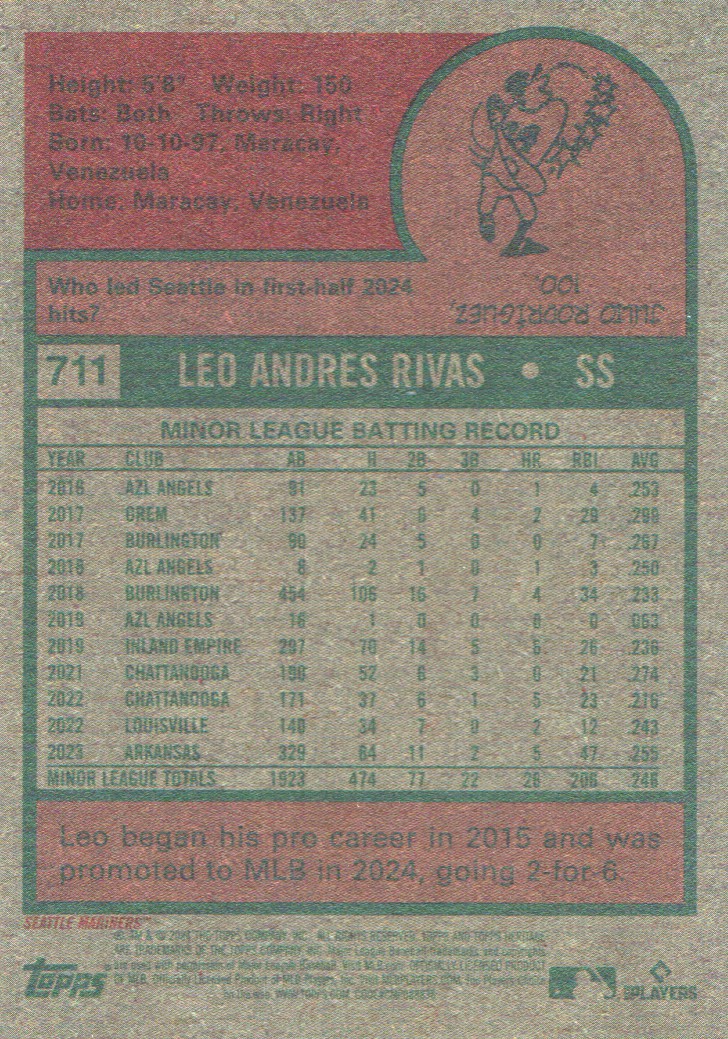 Height: 5'8" Weight: 150
Bats: Both Throws: Right
Born: 10-10-97, Maracay,
Venezuela
Home: Maracay, Venezuela
Who led Seattle in first-half 2024
hits?
JULIO RODRIGUEZ,
100.
711 LEO ANDRES RIVAS • SS
MINOR LEAGUE BATTING RECORD
YEAR CLUB AB H 2B 3B HR RBI AVG
2016 AZL ANGELS 91 23 5 0 1 4 .253
2017 OREM 137 41 4 2 29 .299
2017 BURLINGTON 90 24 5 0 0 7 .267
2018 AZL ANGELS 8 2 1 0 1 3 .250
2018 BURLINGTON 454 106 16 7 4 34 .233
2019 AZL ANGELS 16 1 0 0 0 0 .063
2019 INLAND EMPIRE 297 70 14 5 6 26 .236
2021 CHATTANOOGA 190 52 6 3 0 21 .274
2022 CHATTANOOGA 171 37 6 1 5 23 .216
2022 LOUISVILLE 140 34 7 0 2 12 .243
2023 ARKANSAS 329 84 11 2 5 47 .255
MINOR LEAGUE TOTALS 1923 474 77 22 26 206 .246
Leo began his pro career in 2015 and was
promoted to MLB in 2024, going 2-for-6.
SEATTLE MARINERS™
topps
MLB PLAYERS